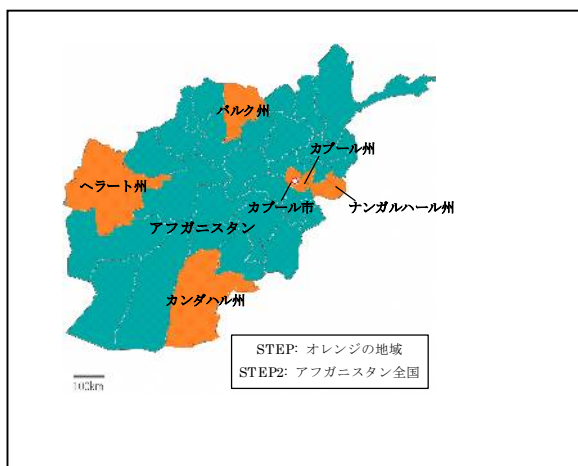 バルク州
カブール州
ヘラート州
カブール市
ナンガルハール州
アフガニスタン
カンダハル州
STEP: オレンジの地域
STEP2: アフガニスタン全国
100km